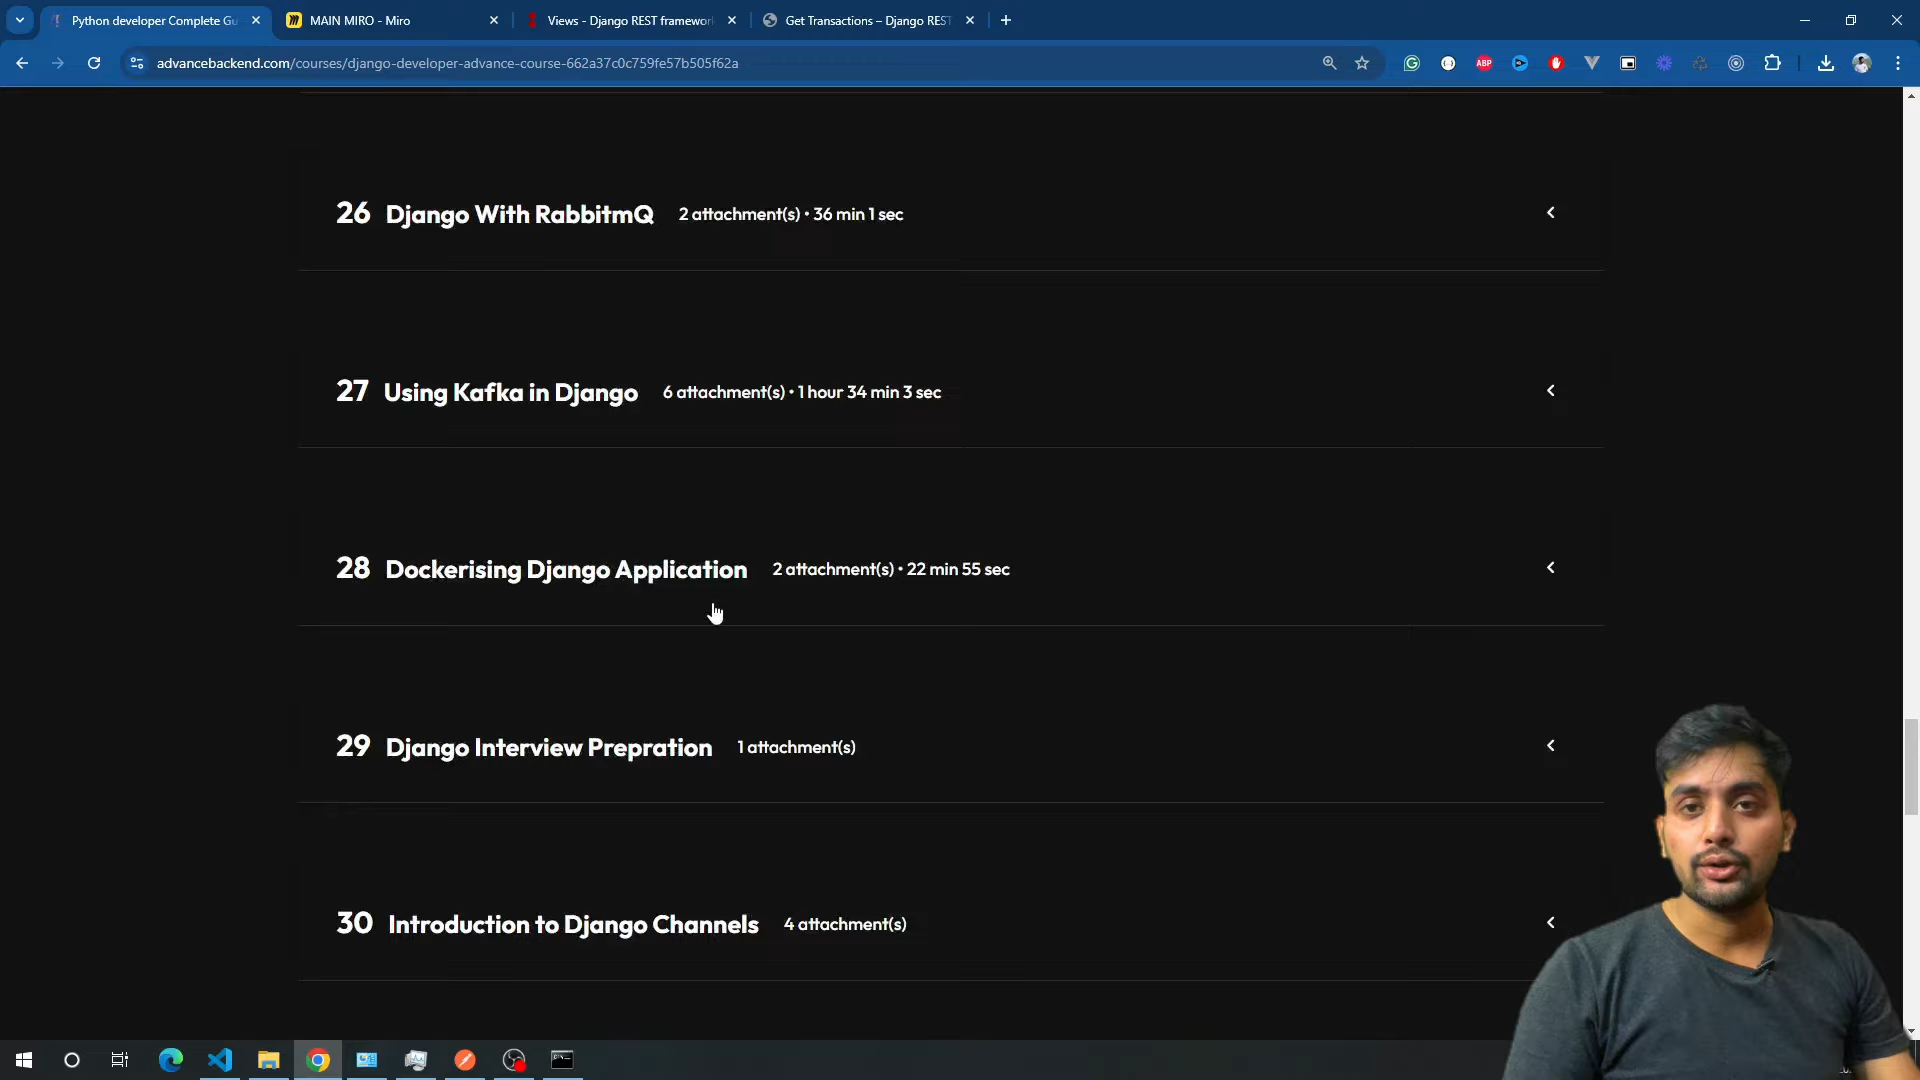 Python developer Complete Gu
MAIN MIRO - Miro
Views - Django REST framework
Get Transactions – Django REST
advancebackend.com/courses/django-developer-advance-course-662a37c0c759fe57b505f62a
ABP
26 Django With RabbitmQ 2 attachment(s) • 36 min 1 sec
27 Using Kafka in Django 6 attachment(s) • 1 hour 34 min 3 sec
28 Dockerising Django Application 2 attachment(s) • 22 min 55 sec
29 Django Interview Prepration 1 attachment(s)
30 Introduction to Django Channels 4 attachment(s)